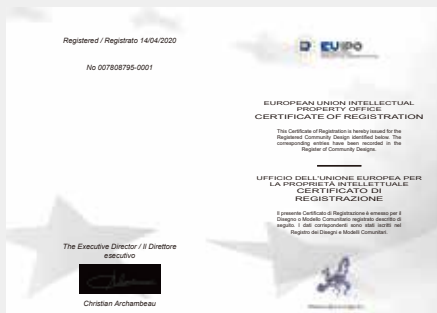 Registered / Registrato 14/04/2020
No 007808795-0001
The Executive Director / Il Direttore
esecutivo
Christian Archambeau
EUIPO
EUROPEAN UNION INTELLECTUAL
PROPERTY OFFICE
CERTIFICATE OF REGISTRATION
This Certificate of Registration is hereby issued for the
Registered Community Design identified below. The
corresponding entries have been recorded in the
Register of Community Designs.
UFFICIO DELL'UNIONE EUROPEA PER
LA PROPRIETÀ INTELLETTUALE
CERTIFICATO DI
REGISTRAZIONE
Il presente Certificato di Registrazione è emesso per il
Disegno o Modello Comunitario registrato descritto di
seguito. I dati corrispondenti sono stati iscritti nel
Registro dei Disegni e Modelli Comunitari.